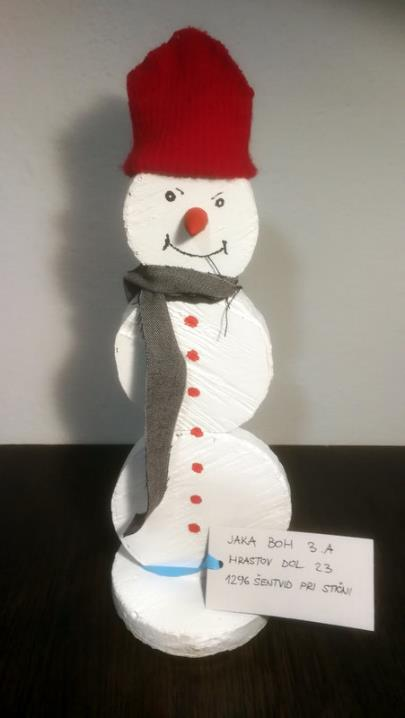 JAKA BOH 3.A
HRASTOV DOL 23
1296 ŠENTVID PRI STIČNI